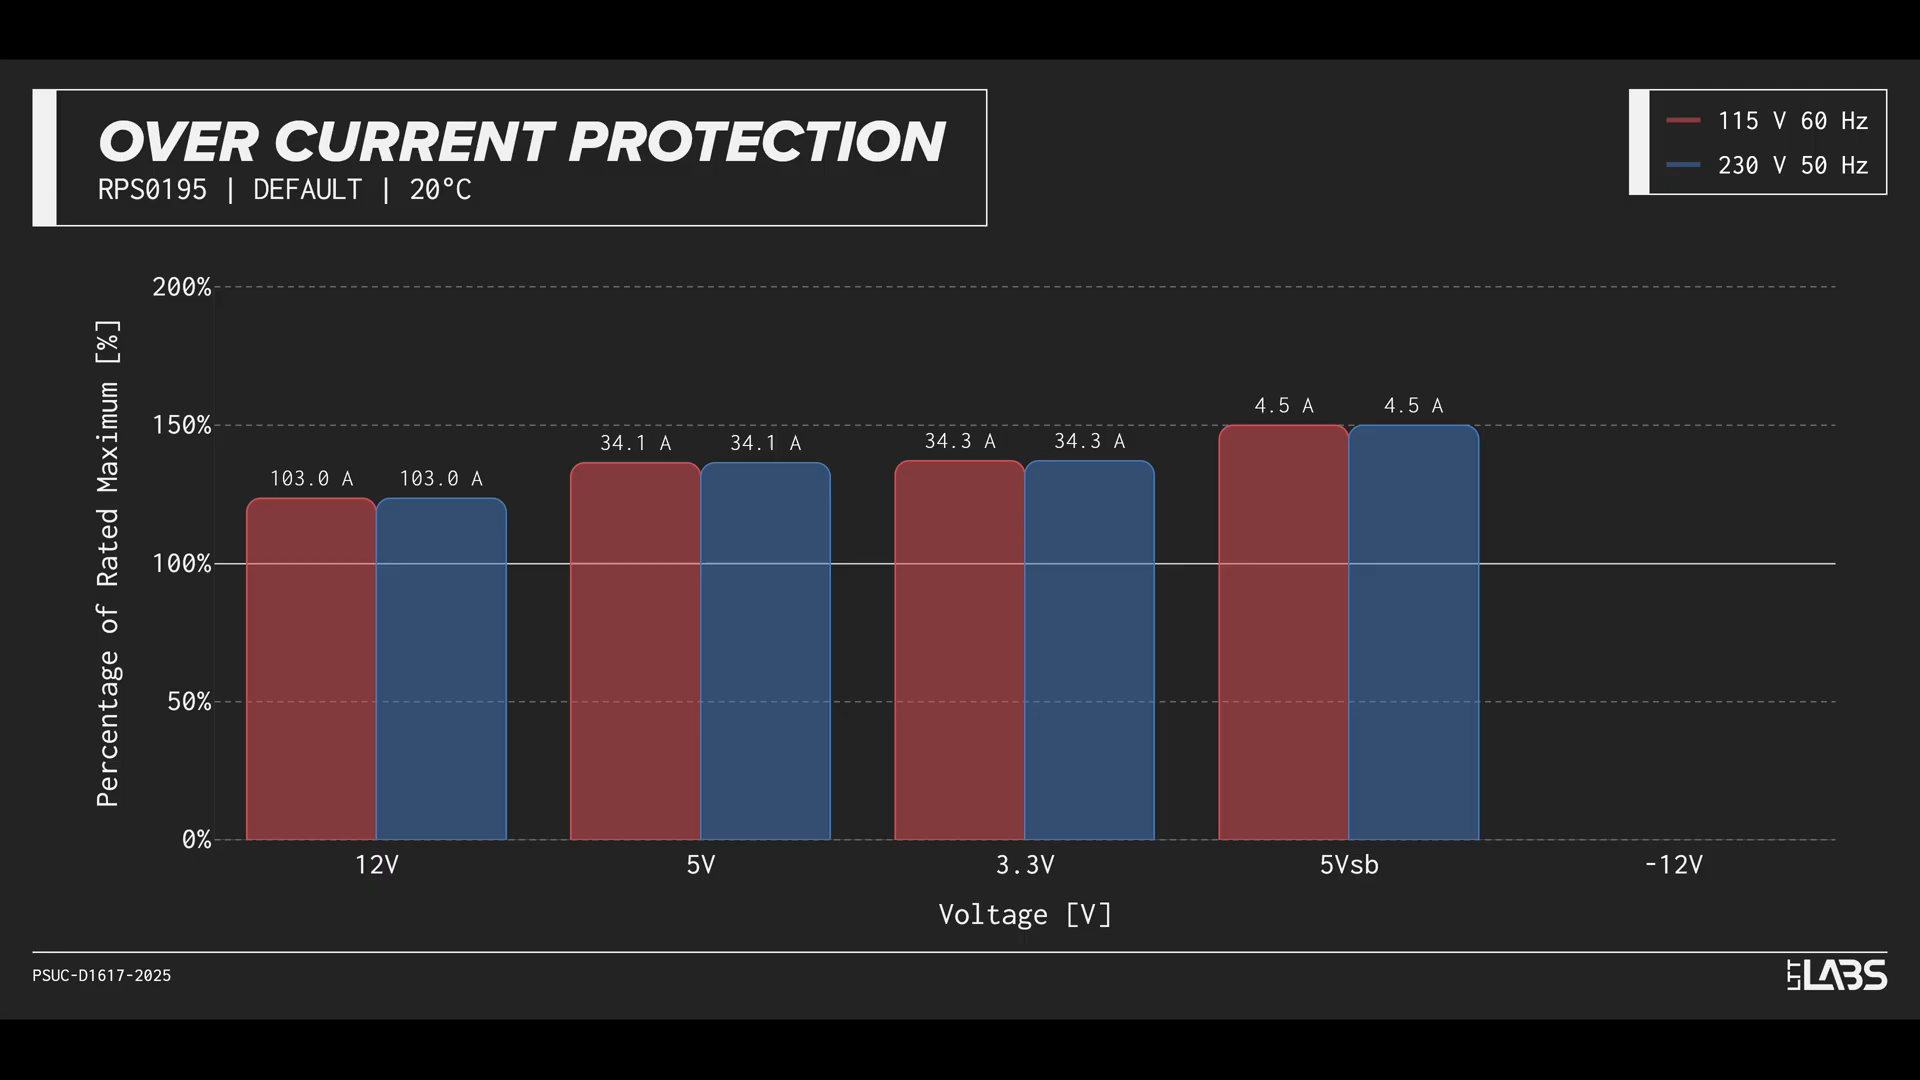 OVER CURRENT PROTECTION
RPS0195 | DEFAULT | 20°C
115 V 60 Hz
230 V 50 Hz
Percentage of Rated Maximum [%]
200%
150%
100%
50%
0%
103.0 A
103.0 A
34.1 A
34.1 A
34.3 A
34.3 A
4.5 A
4.5 A
12V
5V
3.3V
5Vsb
-12V
Voltage [V]
PSUC-D1617-2025
LTT LABS